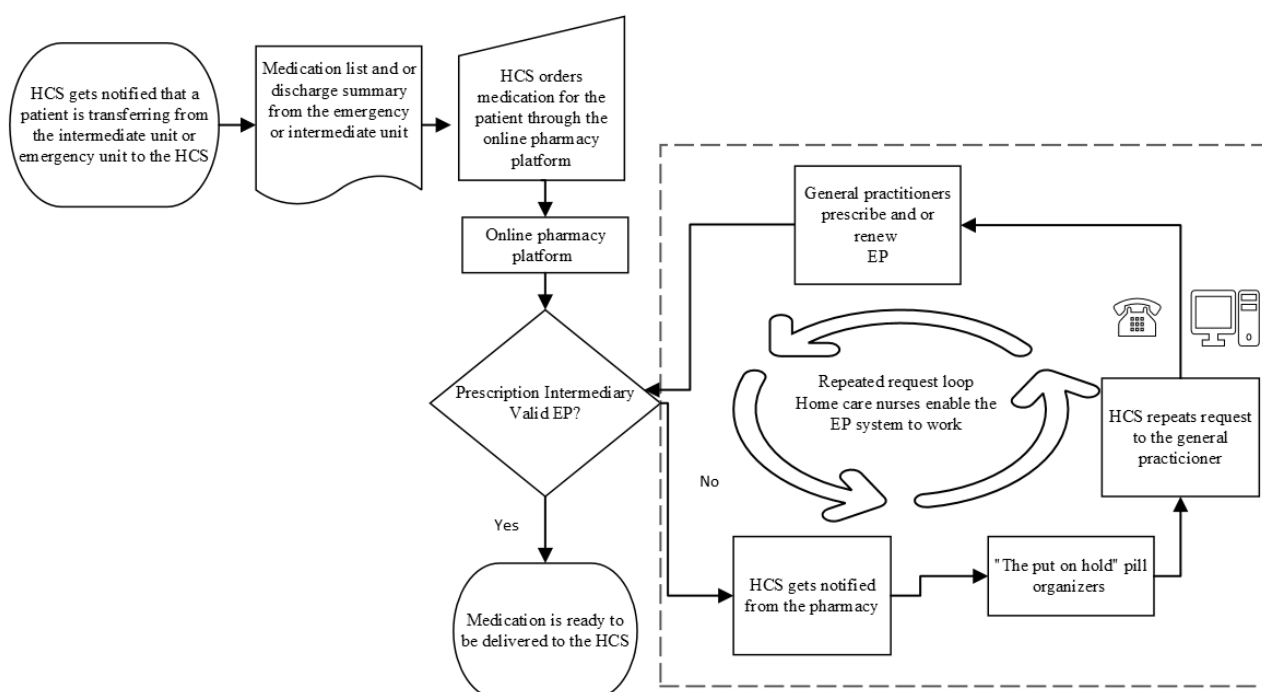 HCS gets notified that a
patient is transferring from
the intermediate unit or
emergency unit to the HCS
Medication list and or
discharge summary
from the emergency
or intermediate unit
HCS orders
medication for the
patient through the
online pharmacy
platform
Online pharmacy
platform
Prescription Intermediary
Valid EP?
Yes
Medication is ready to
be delivered to the HCS
No
HCS gets notified
from the pharmacy
"The put on hold" pill
organizers
HCS repeats request
to the general
practicioner
General practitioners
prescribe and or
renew
EP
Repeated request loop
Home care nurses enable the
EP system to work